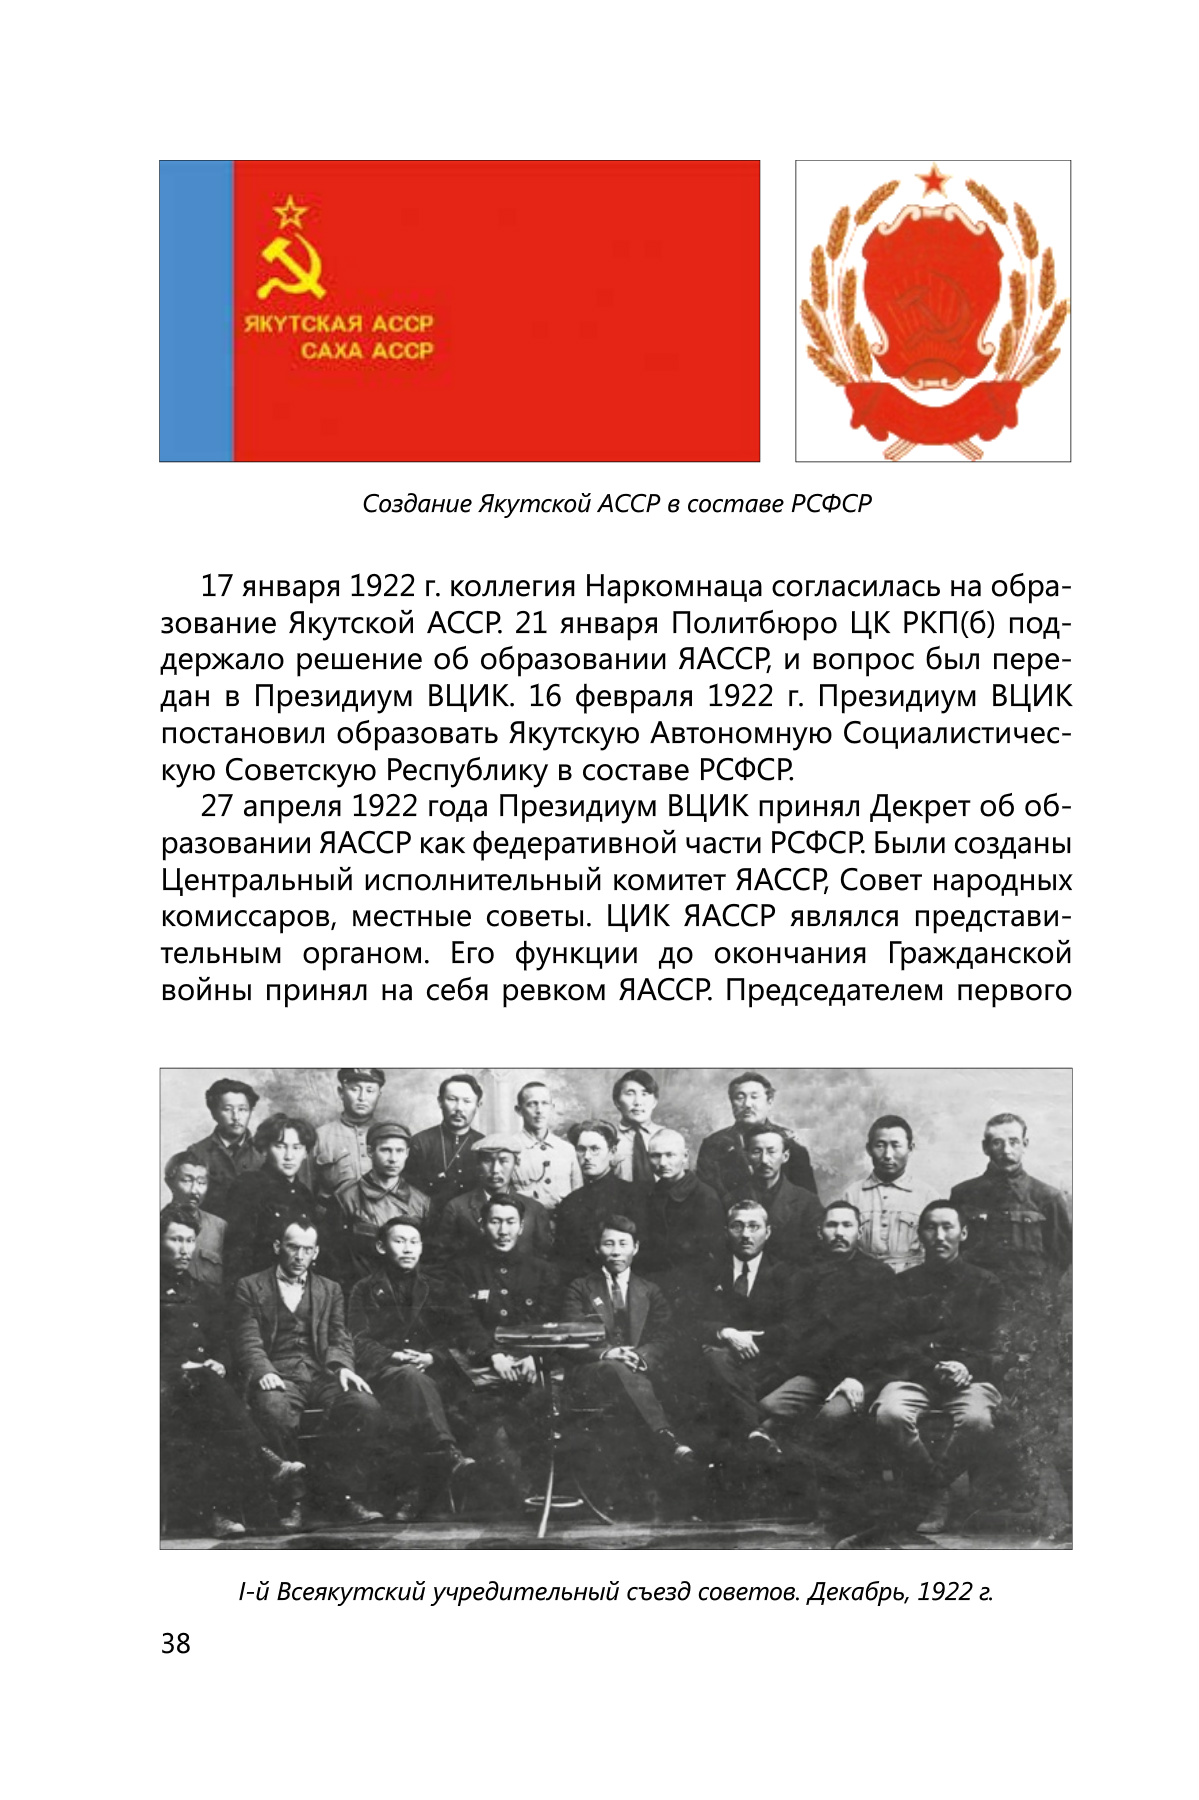 ЯКУТСКАЯ АССР
САХА АССР
Создание Якутской АССР в составе РСФСР
17 января 1922 г. коллегия Наркомнаца согласилась на обра-
зование Якутской АССР. 21 января Политбюро ЦК РКП(б) под-
держало решение об образовании ЯАССР, и вопрос был пере-
дан в Президиум ВЦИК. 16 февраля 1922 г. Президиум ВЦИК
постановил образовать Якутскую Автономную Социалистичес-
кую Советскую Республику в составе РСФСР.
27 апреля 1922 года Президиум ВЦИК принял Декрет об об-
разовании ЯАССР как федеративной части РСФСР. Были созданы
Центральный исполнительный комитет ЯАССР, Совет народных
комиссаров, местные советы. ЦИК ЯАССР являлся представи-
тельным органом. Его функции до окончания Гражданской
войны принял на себя ревком ЯАССР. Председателем первого
I-й Всеякутский учредительный съезд советов. Декабрь, 1922 г.
38